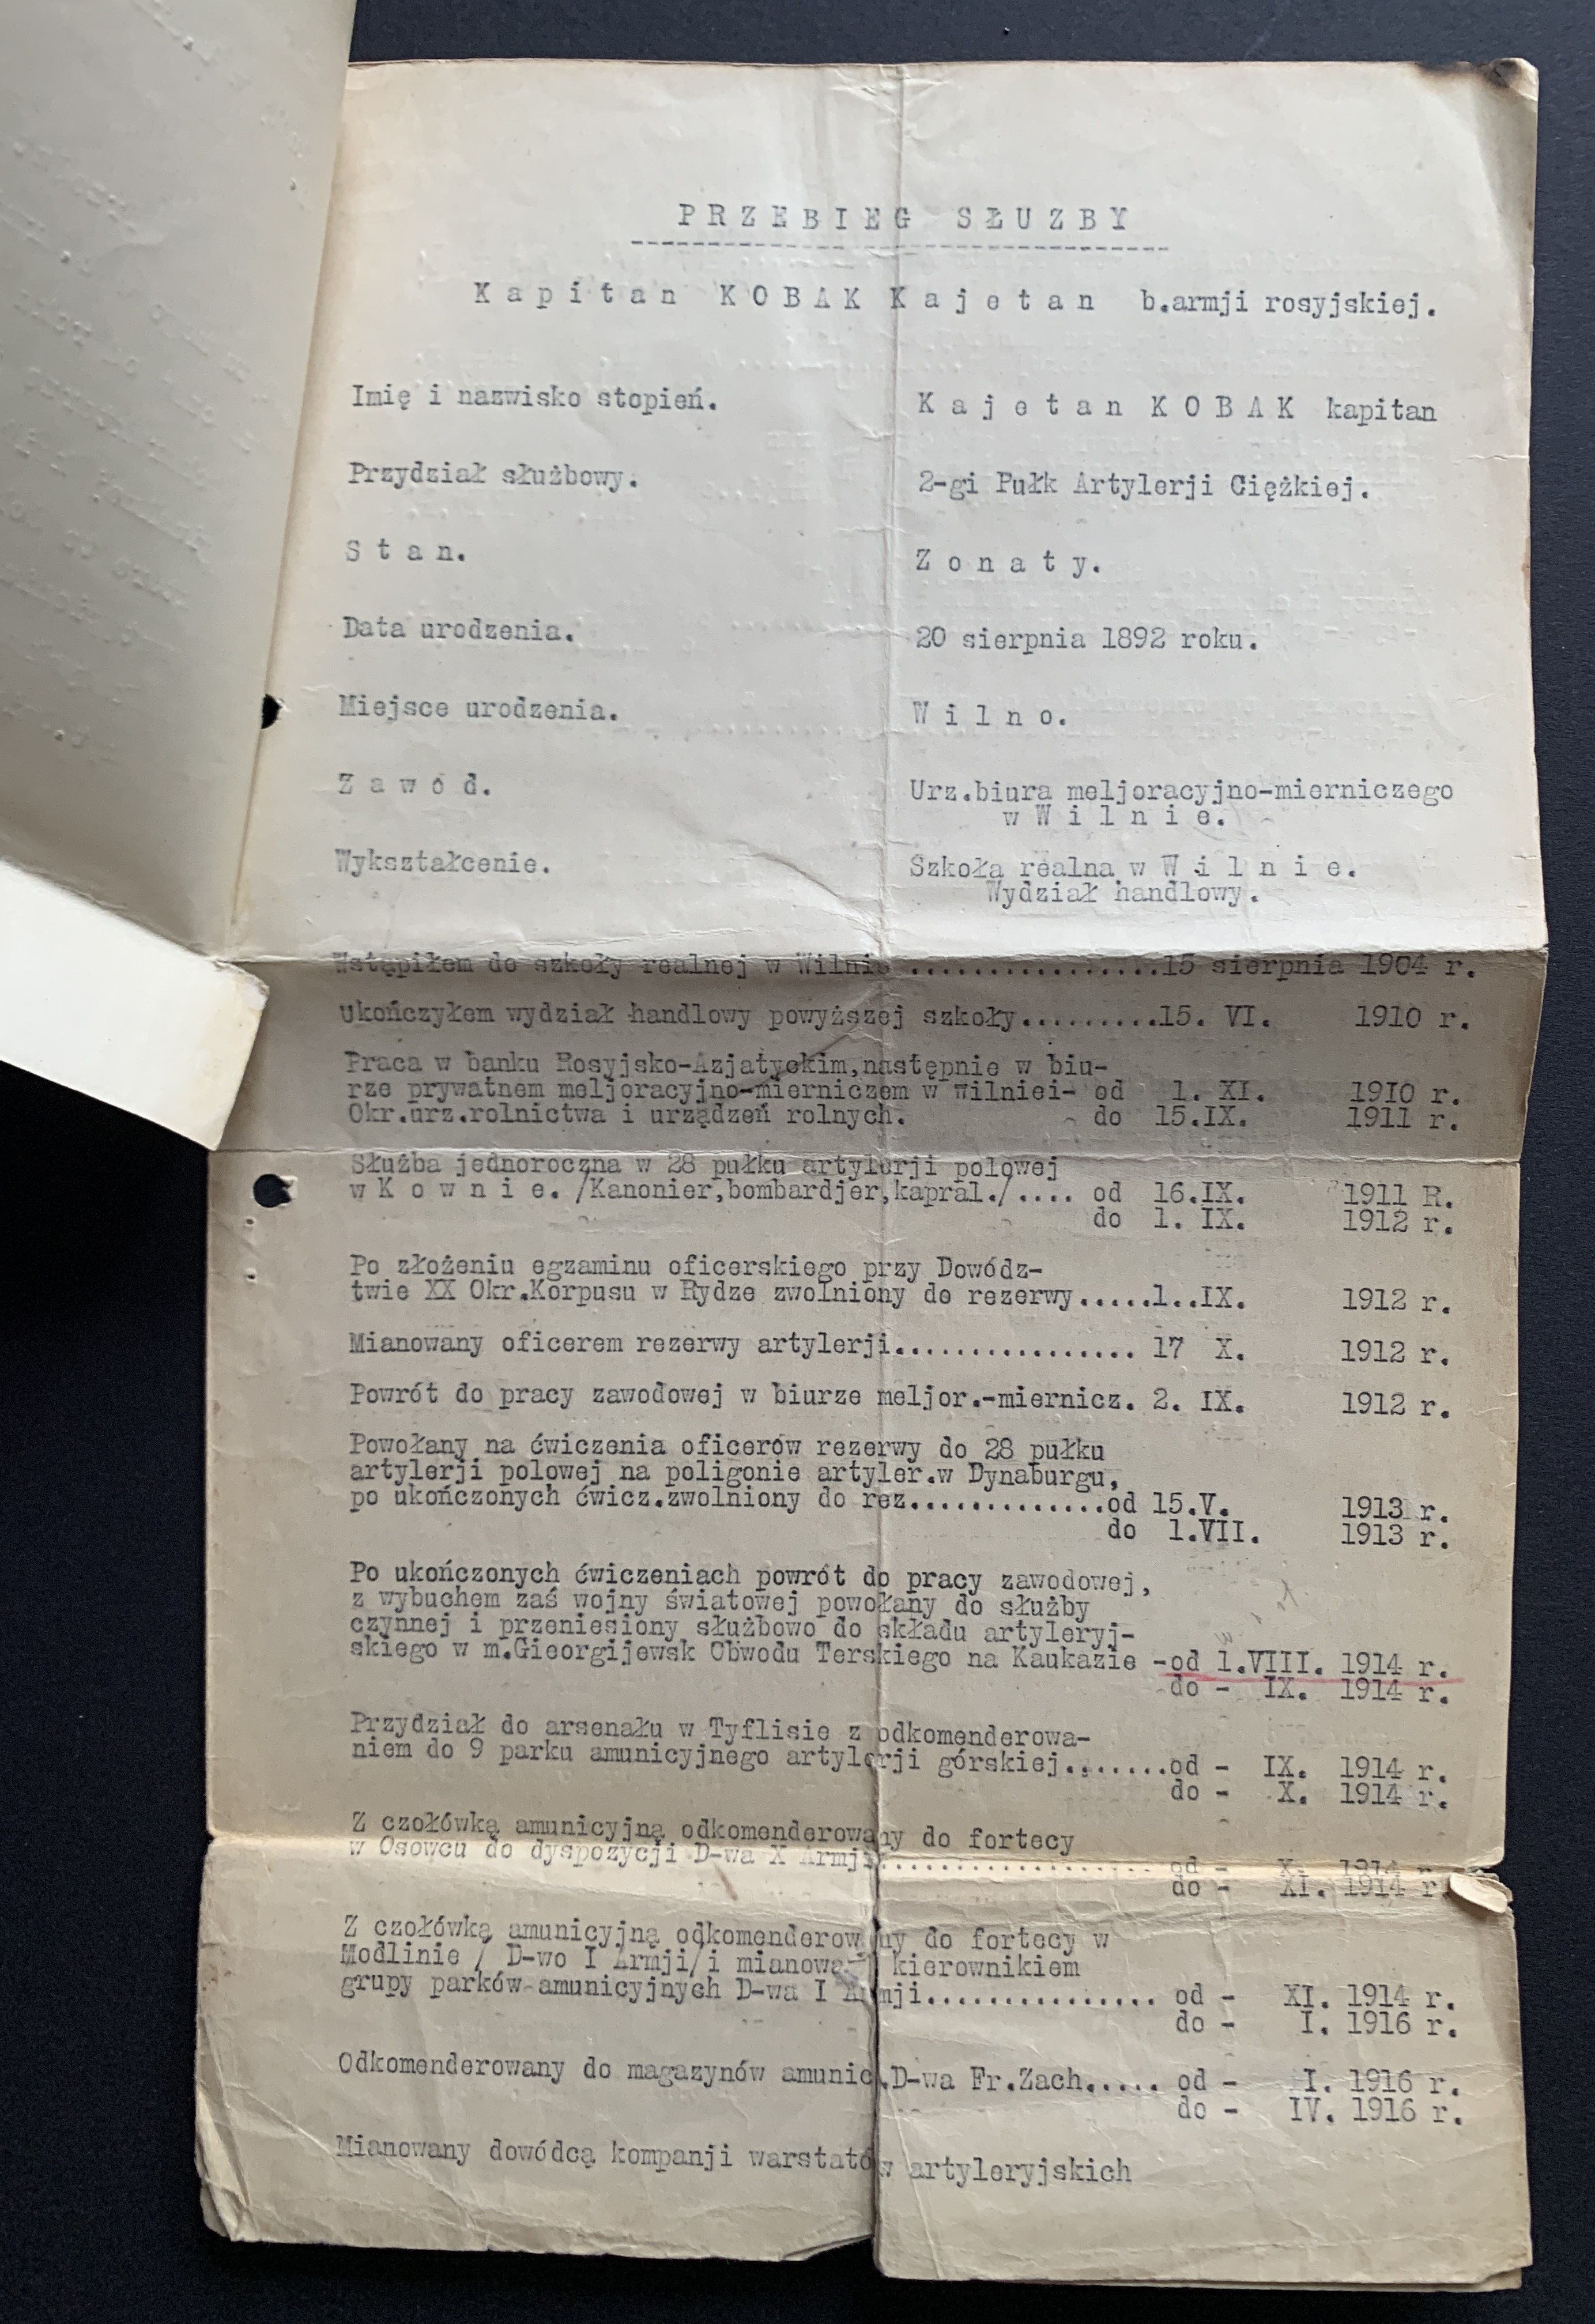 PRZEBIEG SŁUZBY
Kapitan KOBAK Kajetan b.armji rosyjskiej.
Imię i nazwisko stopień. Kajetan KOBAK kapitan
Przydział służbowy. 2-gi Pułk Artylerji Ciężkiej.
Stan. Zonaty.
Data urodzenia. 20 sierpnia 1892 roku.
Miejsce urodzenia. Wilno.
Zawód. Urz.biura meljoracyjno-mierniczego
w Wilnie.
Wykształcenie. Szkoła realna w Wilnie.
Wydział handlowy.
Wstąpiłem do szkoły realnej w Wilnie ................15 sierpnia 1904 r.
Ukończyłem wydział handlowy powyższej szkoły.........15. VI. 1910 r.
Praca w banku Rosyjsko-Azjatyckim,następnie w biu-
rze prywatnem meljoracyjno-mierniczem w Wilniei- od 1. XI. 1910 r.
Okr.urz.rolnictwa i urządzeń rolnych. do 15.IX. 1911 r.
Służba jednoroczna w 28 pułku artylerji polowej
w Kownie. /Kanonier,bombardjer,kapral./.... od 16.IX. 1911 R.
do 1. IX. 1912 r.
Po złożeniu egzaminu oficerskiego przy Dowódz-
twie XX Okr.Korpusu w Rydze zwolniony do rezerwy.....1..IX. 1912 r.
Mianowany oficerem rezerwy artylerji................ 17 X. 1912 r.
Powrót do pracy zawodowej w biurze meljor.-miernicz. 2. IX. 1912 r.
Powołany na ćwiczenia oficerów rezerwy do 28 pułku
artylerji polowej na poligonie artyler.w Dynaburgu,
po ukończonych ćwicz.zwolniony do rez.............od 15.V. 1913 r.
do 1.VII. 1913 r.
Po ukończonych ćwiczeniach powrót do pracy zawodowej,
z wybuchem zaś wojny światowej powołany do służby
czynnej i przeniesiony służbowo do składu artyleryj-
skiego w m.Gieorgijewsk Obwodu Terskiego na Kaukazie -od 1.VIII. 1914 r.
do - IX. 1914 r.
Przydział do arsenału w Tyflisie z odkomenderowa-
niem do 9 parku amunicyjnego artylerji górskiej.......od - IX. 1914 r.
do - X. 1914 r.
Z czołówką amunicyjną odkomenderowany do fortecy
w Osowcu do dyspozycji D-wa X Armji.................. od - X. 1914 r.
do - XI. 1914 r.
Z czołówką amunicyjną odkomenderowany do fortecy w
Modlinie / D-wo I Armji/i mianowa kierownikiem
grupy parków-amunicyjnych D-wa I Armji............... od - XI. 1914 r.
do - I. 1916 r.
Odkomenderowany do magazynów amunic.D-wa Fr.Zach..... od - I. 1916 r.
do - IV. 1916 r.
Mianowany dowódcą kompanji warstatów artyleryjskich